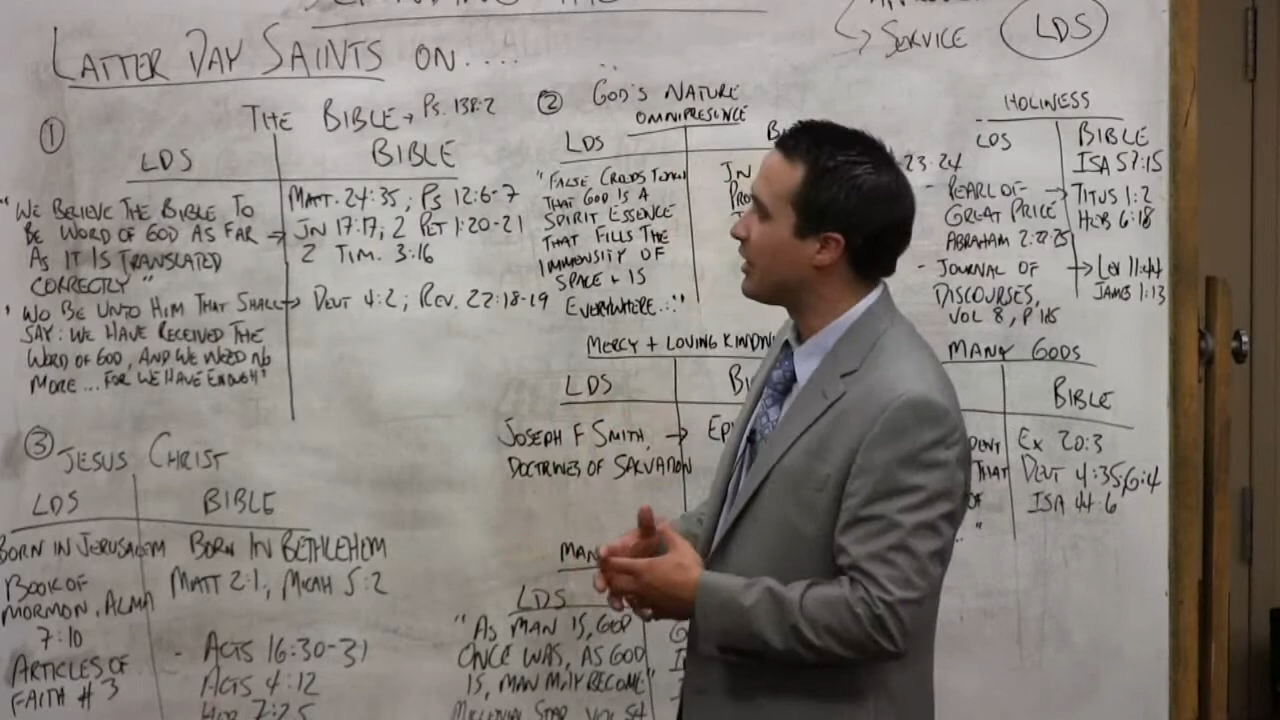 LATTER DAY SAINTS ON....
SERVICE
LDS
①
THE BIBLE → PS. 138:2
LDS
BIBLE
"WE BELIEVE THE BIBLE TO
BE WORD OF GOD AS FAR →
AS IT IS TRANSLATED
CORRECTLY"
"WO BE UNTO HIM THAT SHALL →
SAY: WE HAVE RECEIVED THE
WORD OF GOD, AND WE NEED NO
MORE... FOR WE HAVE ENOUGH"
MATT. 24:35; PS 12:6-7
JN 17:17; 2 PET 1:20-21
2 TIM. 3:16
DEUT 4:2; REV. 22:18-19
② GOD'S NATURE
OMNIPRESENCE
LDS
"FALSE CREEDS
THAT GOD IS A
SPIRIT ESSENCE
THAT FILLS THE
IMMENSITY OF
SPACE + IS
EVERYWHERE..."
JN
23:24
HOLINESS
LDS
BIBLE
ISA 57:15
- PEARL OF →
GREAT PRICE
ABRAHAM 2:22-25
TITUS 1:2
HEB 6:18
- JOURNAL OF →
DISCOURSES,
VOL 8, P 115
LEV 11:44
JAMES 1:13
MERCY + LOVING
LDS
JOSEPH F SMITH, →
DOCTRINES OF SALVATION
MANY GODS
BIBLE
THAT
OF
EX 20:3
DEUT 4:35, 6:4
ISA 44:6
③ JESUS CHRIST
LDS
BIBLE
BORN IN JERUSALEM
BORN IN BETHLEHEM
BOOK OF
MORMON, ALMA
7:10
MATT 2:1, MICAH 5:2
ARTICLES OF
FAITH #3
- ACTS 16:30-31
ACTS 4:12
7:25
MAN
LDS
"AS MAN IS, GOD
ONCE WAS, AS GOD
IS, MAN MAY BECOME"
MILLENIAL STAR VOL 54